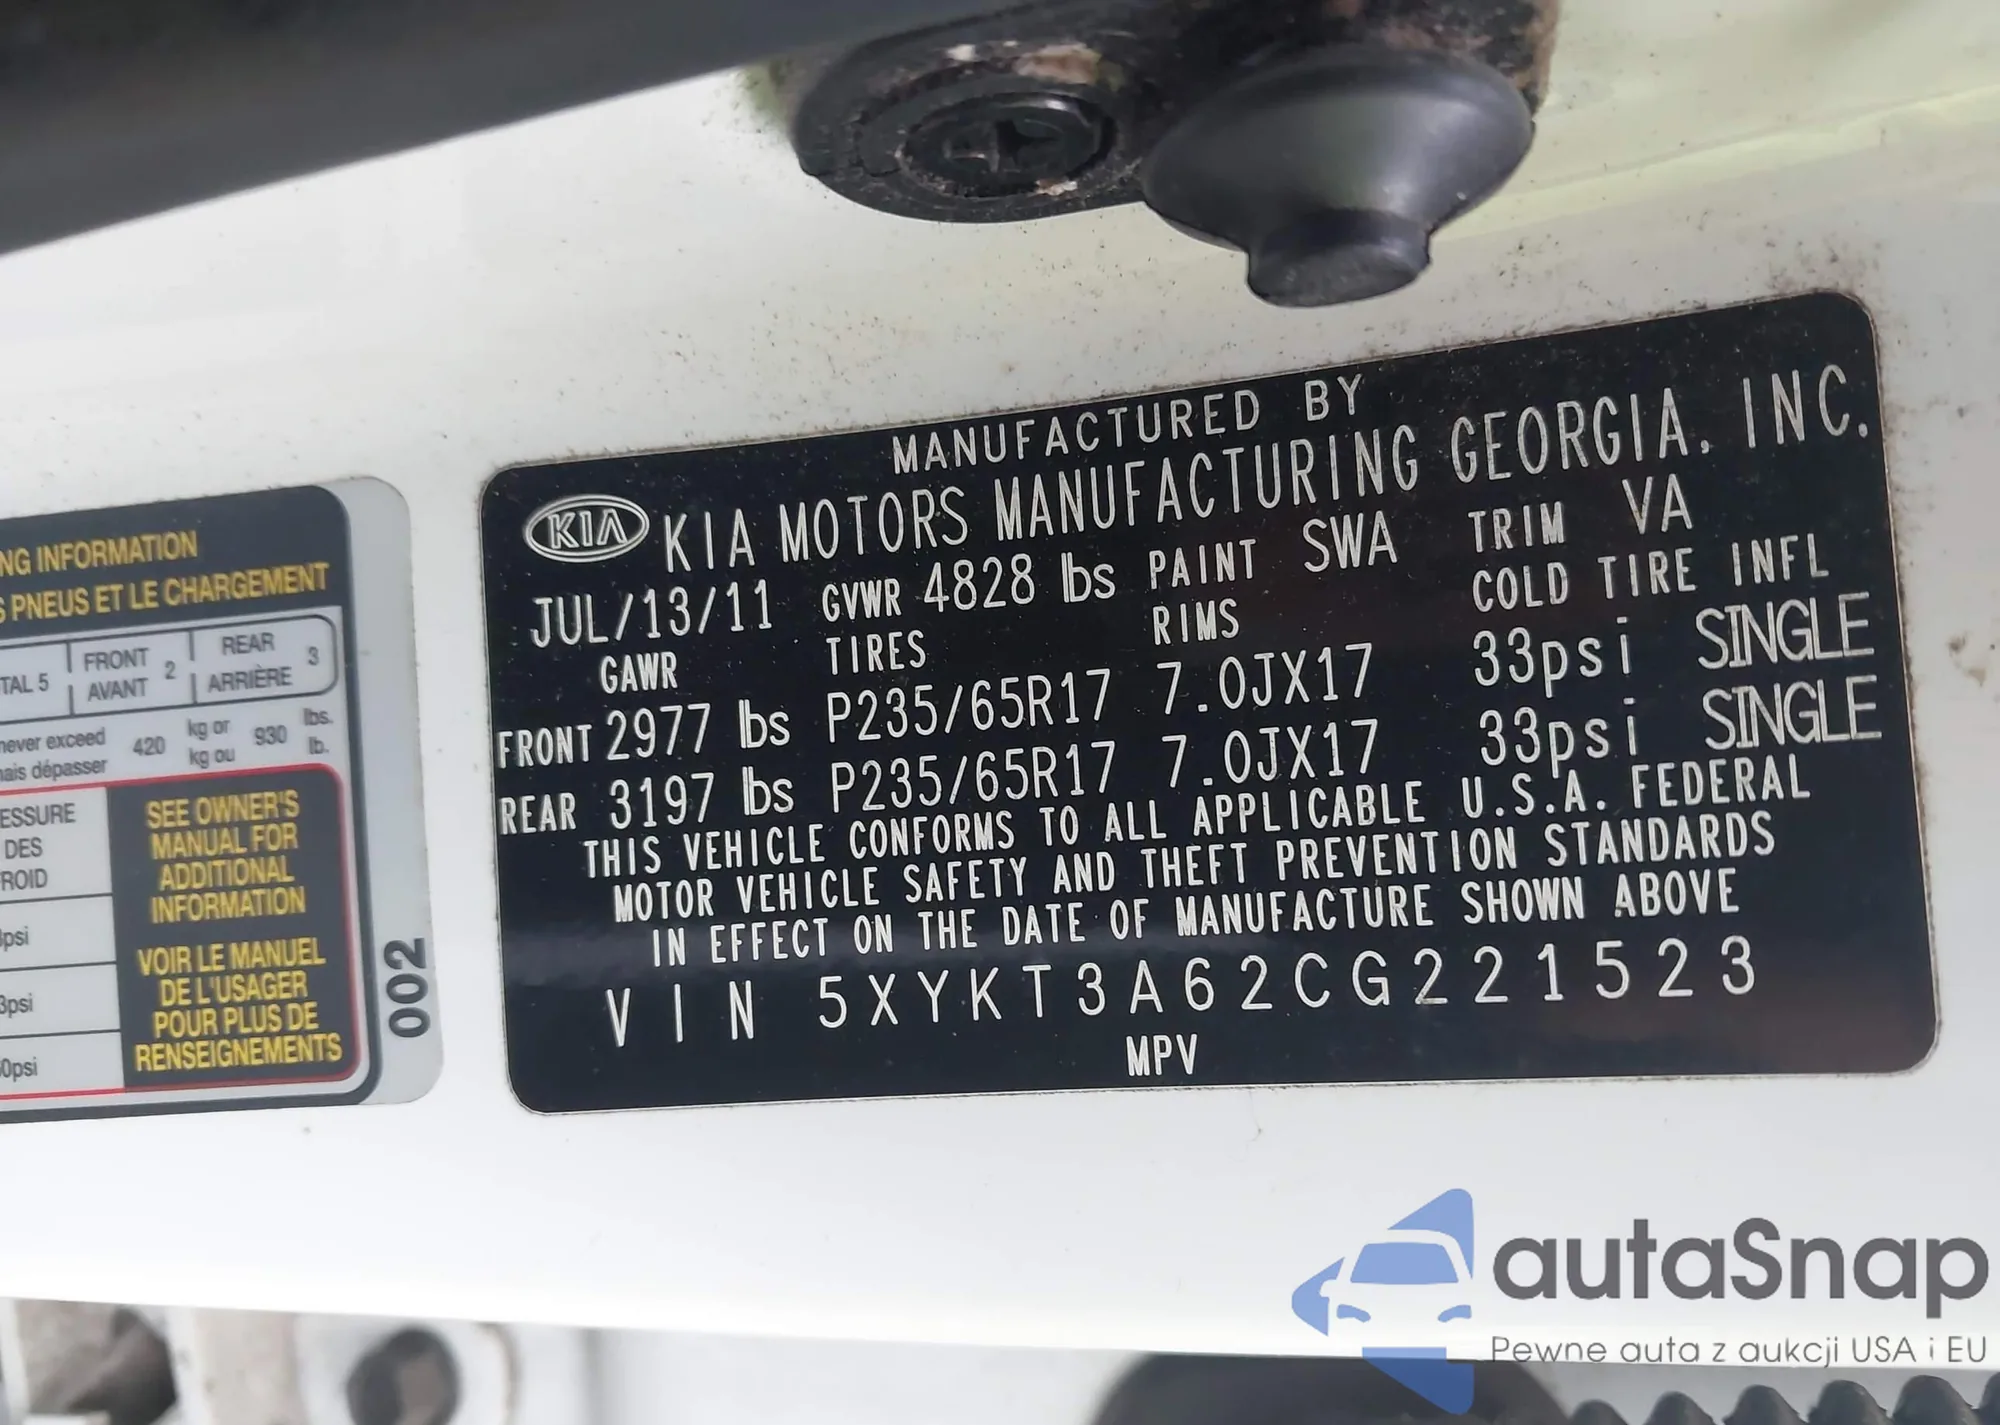 NG INFORMATION
S PNEUS ET LE CHARGEMENT
TAL 5 FRONT AVANT 2 REAR ARRIÈRE 3
never exceed 420 kg or 930 lbs.
nais dépasser kg ou lb.
ESSURE
DES
ROID
psi
3psi
0psi
SEE OWNER'S
MANUAL FOR
ADDITIONAL
INFORMATION
VOIR LE MANUEL
DE L'USAGER
POUR PLUS DE
RENSEIGNEMENTS
002
MANUFACTURED BY
KIA KIA MOTORS MANUFACTURING GEORGIA, INC.
JUL/13/11 GVWR 4828 lbs PAINT SWA TRIM VA
GAWR TIRES RIMS COLD TIRE INFL
FRONT 2977 lbs P235/65R17 7.0JX17 33psi SINGLE
REAR 3197 lbs P235/65R17 7.0JX17 33psi SINGLE
THIS VEHICLE CONFORMS TO ALL APPLICABLE U.S.A. FEDERAL
MOTOR VEHICLE SAFETY AND THEFT PREVENTION STANDARDS
IN EFFECT ON THE DATE OF MANUFACTURE SHOWN ABOVE
VIN 5XYKT3A62CG221523
MPV
autaSnap
Pewne auta z aukcji USA i EU